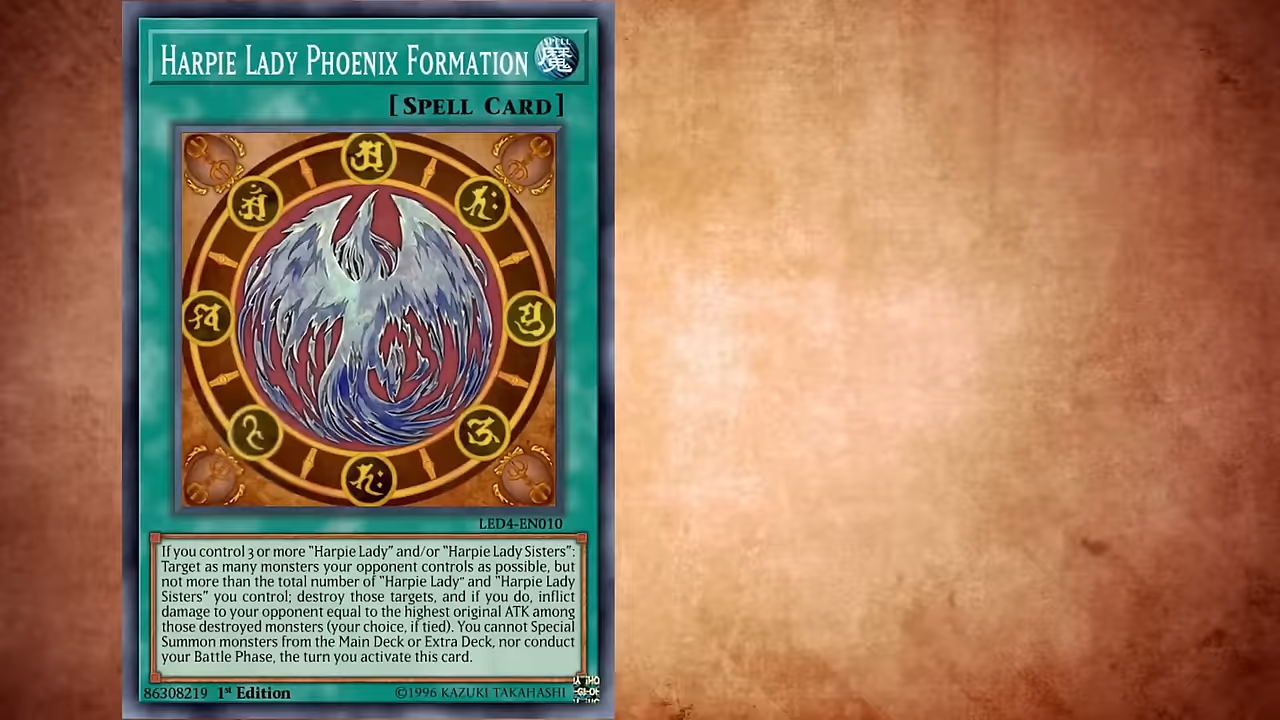 HARPIE LADY PHOENIX FORMATION
SPELL
魔
[SPELL CARD]
LED4-EN010
If you control 3 or more "Harpie Lady" and/or "Harpie Lady Sisters":
Target as many monsters your opponent controls as possible, but
not more than the total number of "Harpie Lady" and "Harpie Lady
Sisters" you control; destroy those targets, and if you do, inflict
damage to your opponent equal to the highest original ATK among
those destroyed monsters (your choice, if tied). You cannot Special
Summon monsters from the Main Deck or Extra Deck, nor conduct
your Battle Phase, the turn you activate this card.
86308219 1st Edition ©1996 KAZUKI TAKAHASHI